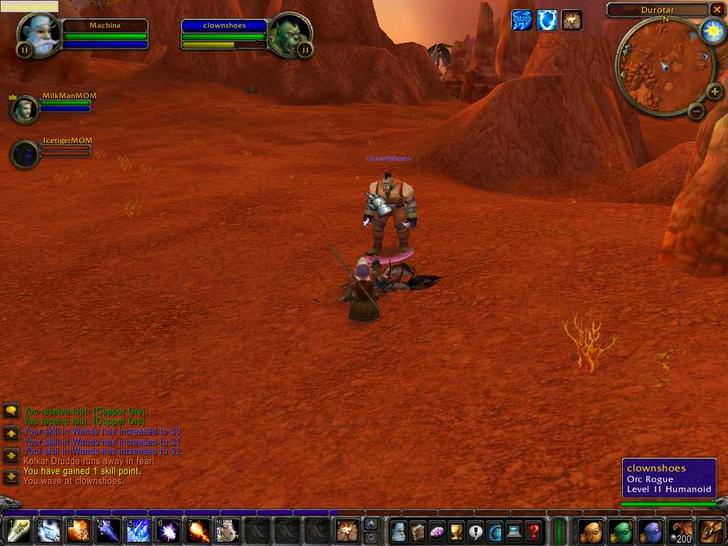 Machina
11
clownshoes
11
Durotar
N
MilkManMOM
IcetigerMOM
clownshoes
You receive loot: [Copper Ore].
You receive loot: [Copper Ore].
Your skill in Wands has increased to 30.
Your skill in Wands has increased to 31.
Your skill in Wands has increased to 32.
Kolkar Drudge runs away in fear!
You have gained 1 skill point.
You wave at clownshoes.
clownshoes
Orc Rogue
Level 11 Humanoid
200